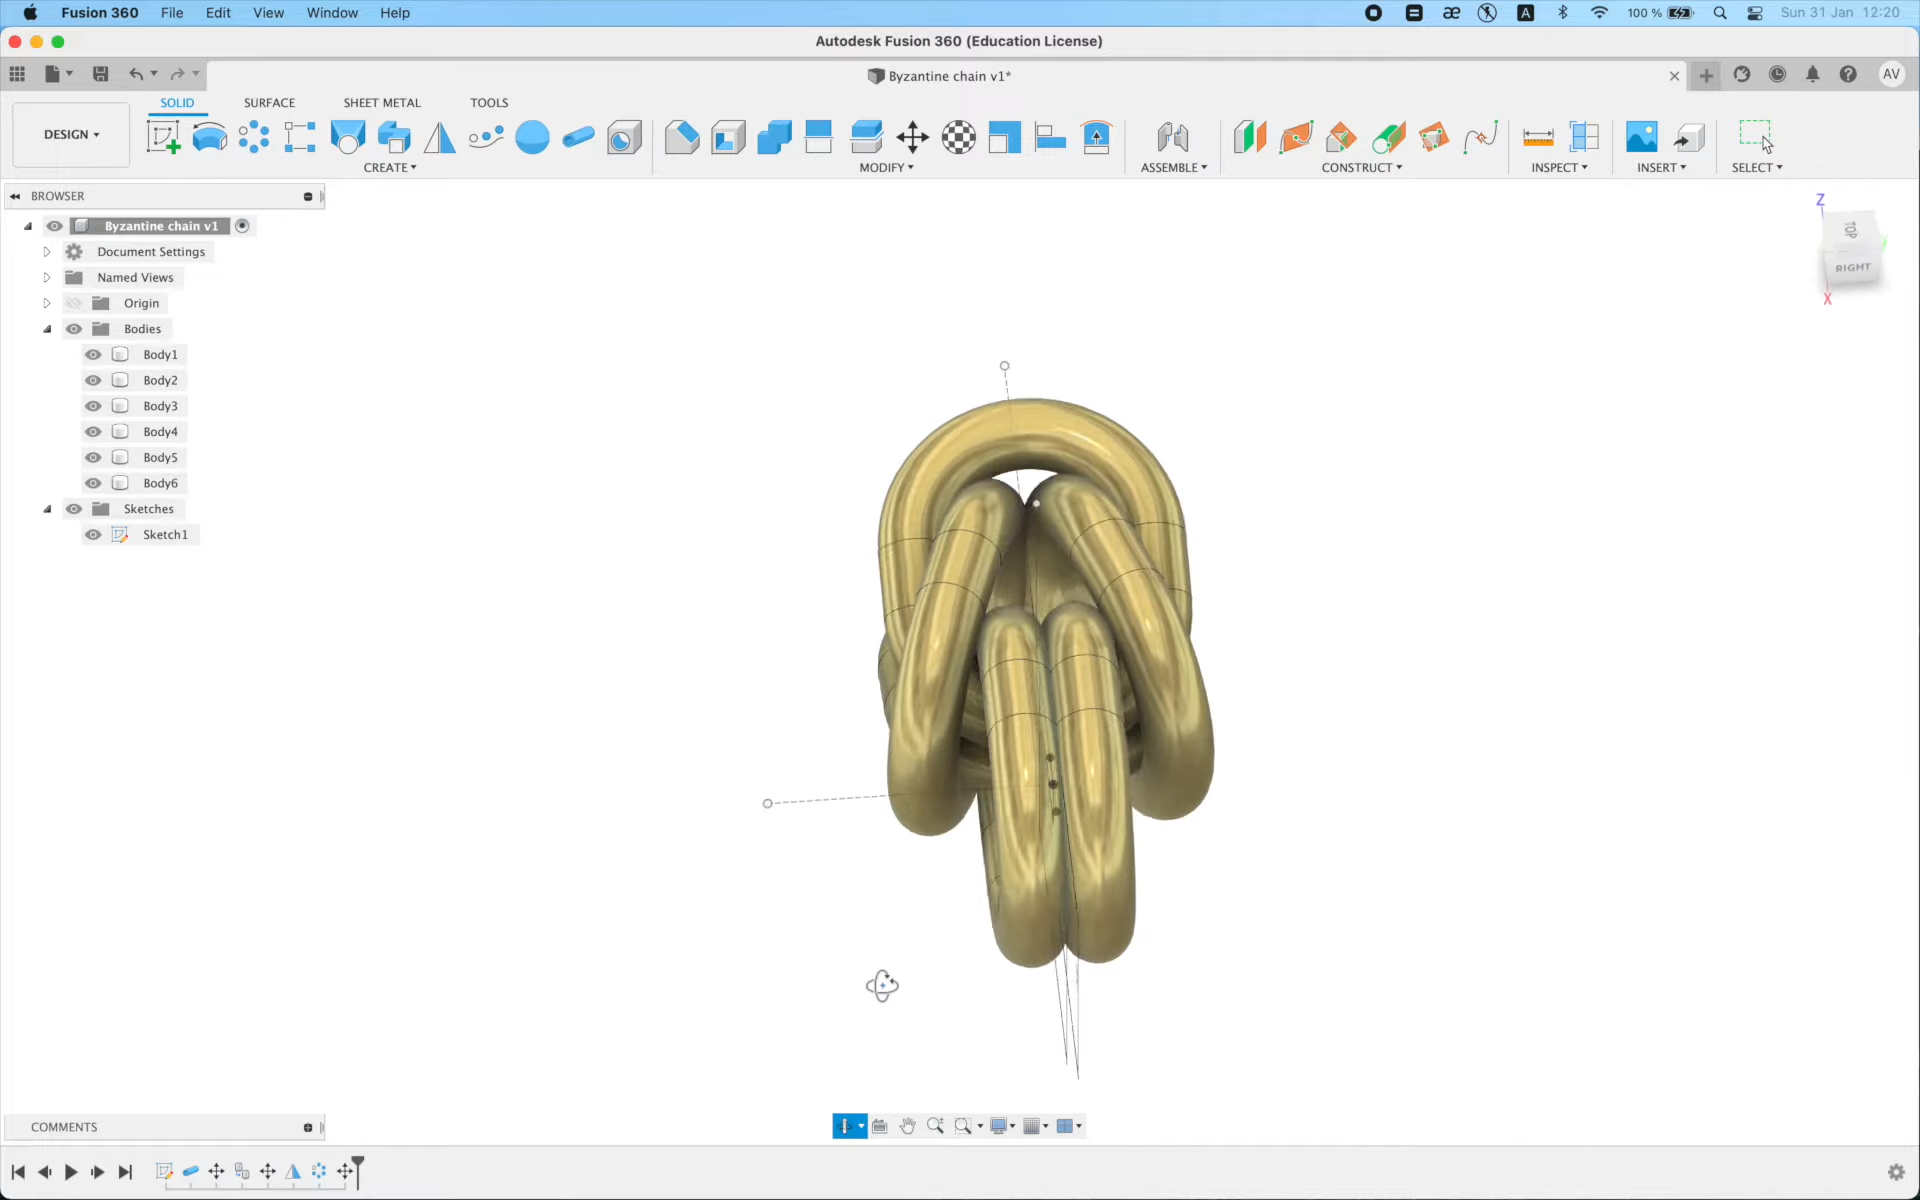 Fusion 360 File Edit View Window Help æ A 100 % Sun 31 Jan 12:20
Autodesk Fusion 360 (Education License)
Byzantine chain v1* AV
SOLID SURFACE SHEET METAL TOOLS
DESIGN
CREATE MODIFY ASSEMBLE CONSTRUCT INSPECT INSERT SELECT
BROWSER
Byzantine chain v1
Document Settings
Named Views
Origin
Bodies
Body1
Body2
Body3
Body4
Body5
Body6
Sketches
Sketch1
Z
TOP
RIGHT
X
COMMENTS